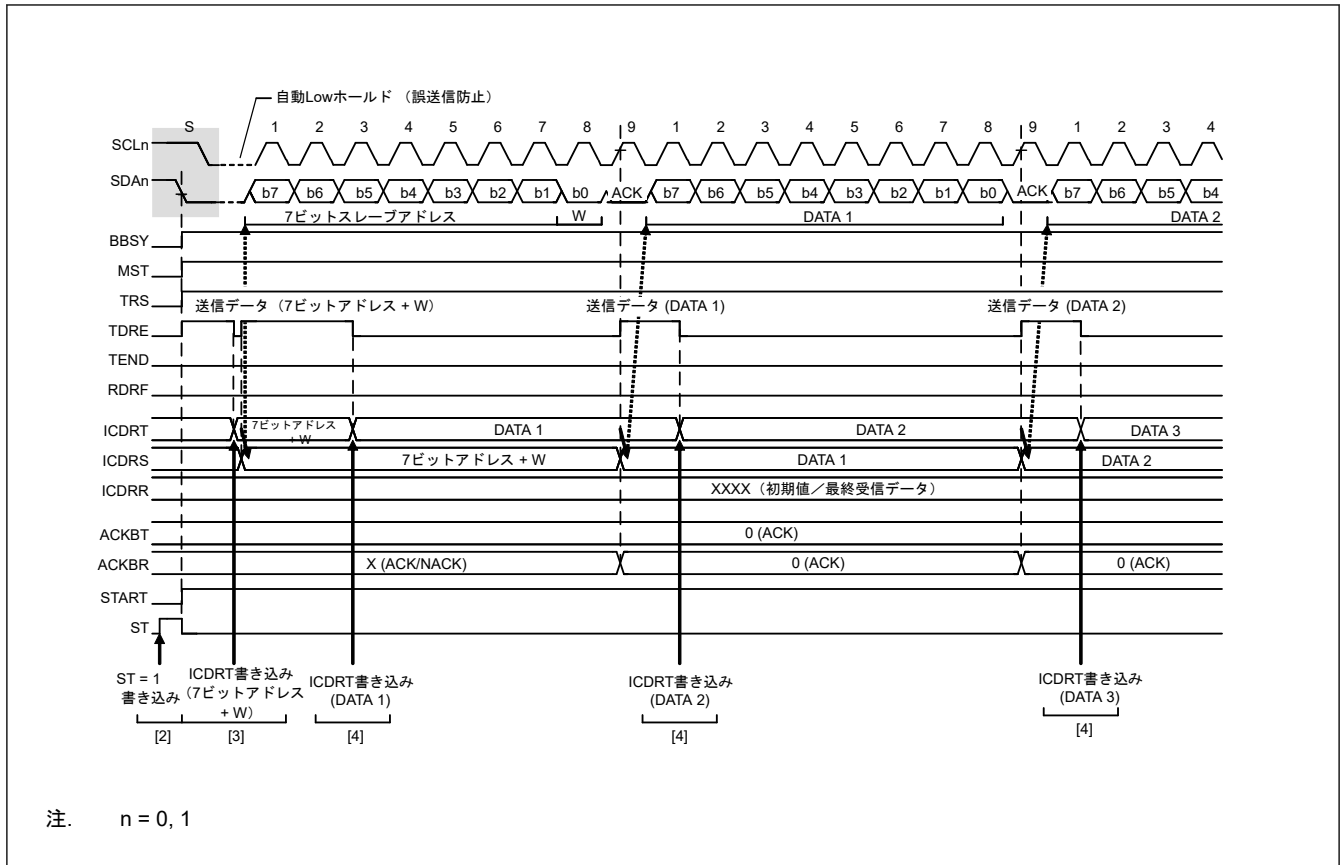 自動Lowホールド （誤送信防止）
S 1 2 3 4 5 6 7 8 9 1 2 3 4 5 6 7 8 9 1 2 3 4
SCLn
SDAn b7 b6 b5 b4 b3 b2 b1 b0 ACK b7 b6 b5 b4 b3 b2 b1 b0 ACK b7 b6 b5 b4
7ビットスレーブアドレス W DATA 1 DATA 2
BBSY
MST
TRS 送信データ（7ビットアドレス + W） 送信データ (DATA 1) 送信データ (DATA 2)
TDRE
TEND
RDRF
ICDRT 7ビットアドレス + W DATA 1 DATA 2 DATA 3
ICDRS 7ビットアドレス + W DATA 1 DATA 2
ICDRR XXXX（初期値／最終受信データ）
ACKBT 0 (ACK)
ACKBR X (ACK/NACK) 0 (ACK) 0 (ACK)
START
ST
ST = 1 書き込み
ICDRT書き込み （7ビットアドレス + W）
ICDRT書き込み (DATA 1)
ICDRT書き込み (DATA 2)
ICDRT書き込み (DATA 3)
[2] [3] [4] [4] [4]
注. n = 0, 1